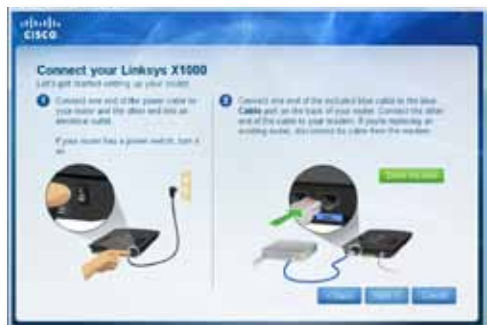 CISCO
Connect your Linksys X1000
Let's get started setting up your router.
1 Connect one end of the power cable to
your router and the other end into an
electrical outlet.
If your router has a power switch, turn it
on.
2 Connect one end of the included blue cable to the blue
Cable port on the back of your router. Connect the other
end of the cable to your modem. If you're replacing an
existing router, disconnect its cable from the modem.
Cancel